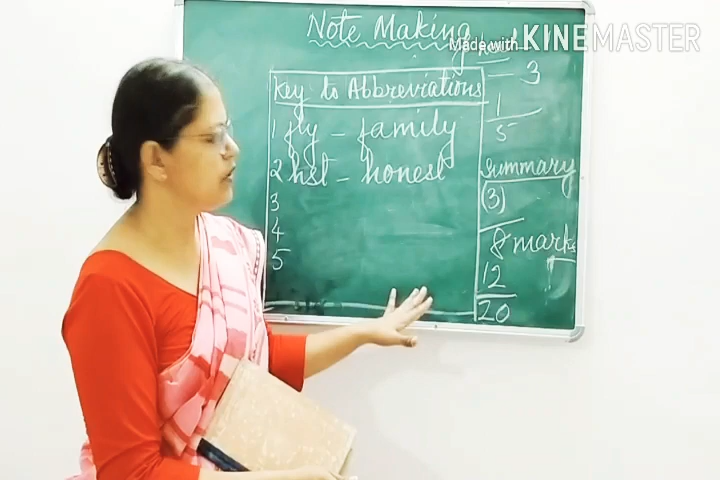 Note Making
Made with KINEMASTER
Key to Abbreviations
1 fly – family
2 hst – honest
3
4
5
– 3
1
5
Summary
(3)
8 marks
12
20